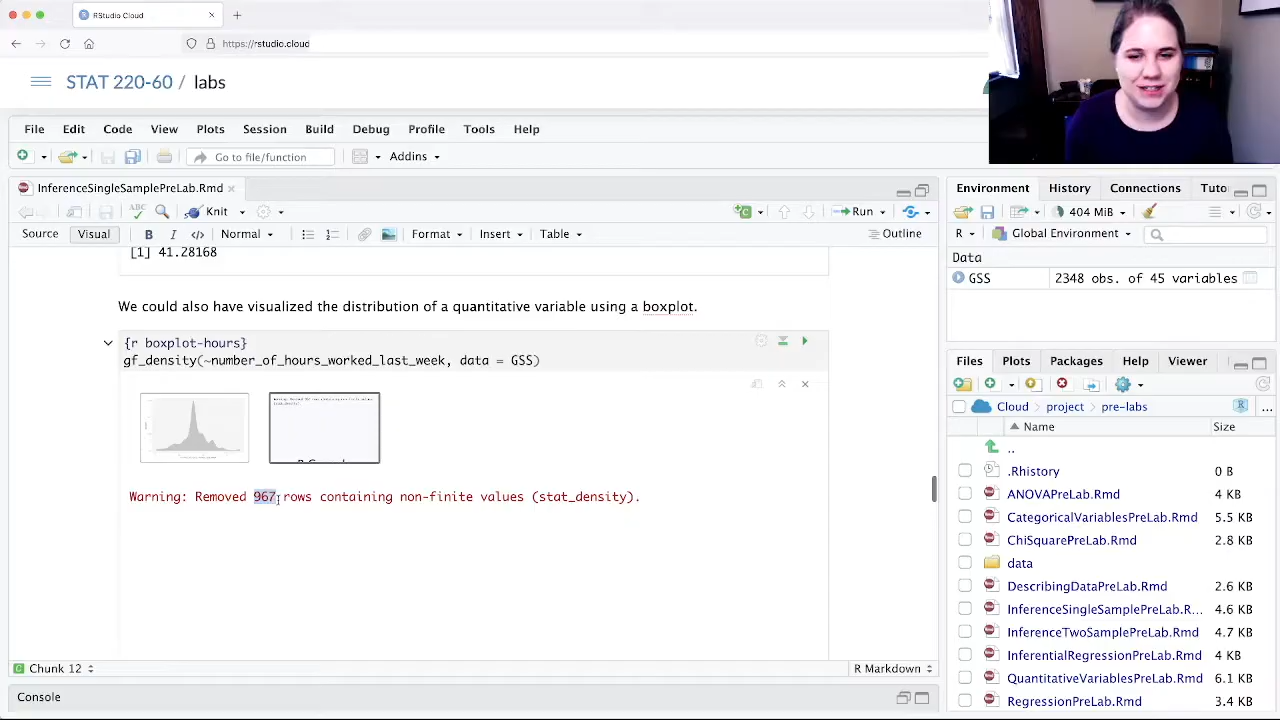 RStudio Cloud
https://rstudio.cloud
STAT 220-60 / labs
File Edit Code View Plots Session Build Debug Profile Tools Help
Go to file/function Addins
InferenceSingleSamplePreLab.Rmd
ABC Knit Run
Source Visual B I </> Normal Format Insert Table Outline
[1] 41.28168
We could also have visualized the distribution of a quantitative variable using a boxplot.
{r boxplot-hours}
gf_density(~number_of_hours_worked_last_week, data = GSS)
Warning: Removed 967 containing non-finite values (stat_density).
Chunk 12 R Markdown
Console
Environment History Connections Tuto
404 MiB
R Global Environment
Data
GSS 2348 obs. of 45 variables
Files Plots Packages Help Viewer
Cloud project pre-labs ...
Name Size
..
.Rhistory 0 B
ANOVAPreLab.Rmd 4 KB
CategoricalVariablesPreLab.Rmd 5.5 KB
ChiSquarePreLab.Rmd 2.8 KB
data
DescribingDataPreLab.Rmd 2.6 KB
InferenceSingleSamplePreLab.R... 4.6 KB
InferenceTwoSamplePreLab.Rmd 4.7 KB
InferentialRegressionPreLab.Rmd 4 KB
QuantitativeVariablesPreLab.Rmd 6.1 KB
RegressionPreLab.Rmd 3.4 KB